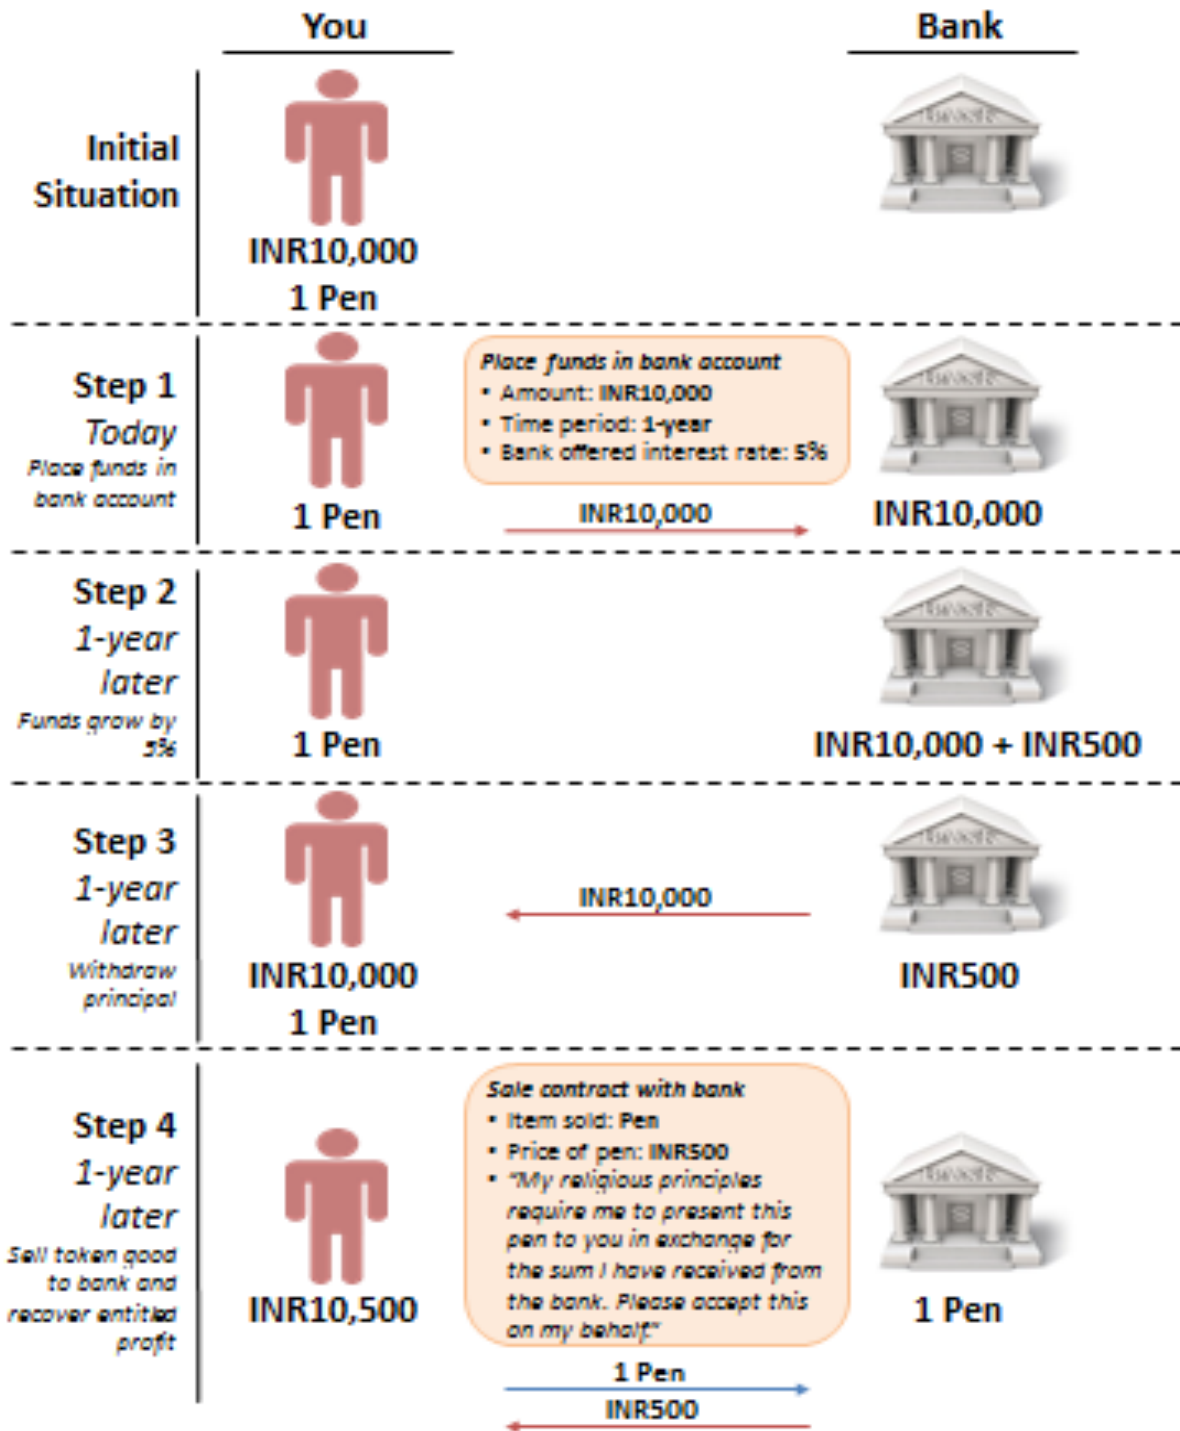 You
Bank
Initial
Situation
INR10,000
1 Pen
Step 1
Today
Place funds in
bank account
Place funds in bank account
• Amount: INR10,000
• Time period: 1-year
• Bank offered interest rate: 5%
1 Pen
INR10,000
INR10,000
Step 2
1-year
later
Funds grow by
5%
1 Pen
INR10,000 + INR500
Step 3
1-year
later
Withdraw
principal
INR10,000
INR10,000
1 Pen
INR500
Step 4
1-year
later
Sell token good
to bank and
recover entitled
profit
Sale contract with bank
• Item sold: Pen
• Price of pen: INR500
• "My religious principles
require me to present this
pen to you in exchange for
the sum I have received from
the bank. Please accept this
on my behalf."
INR10,500
1 Pen
1 Pen
INR500